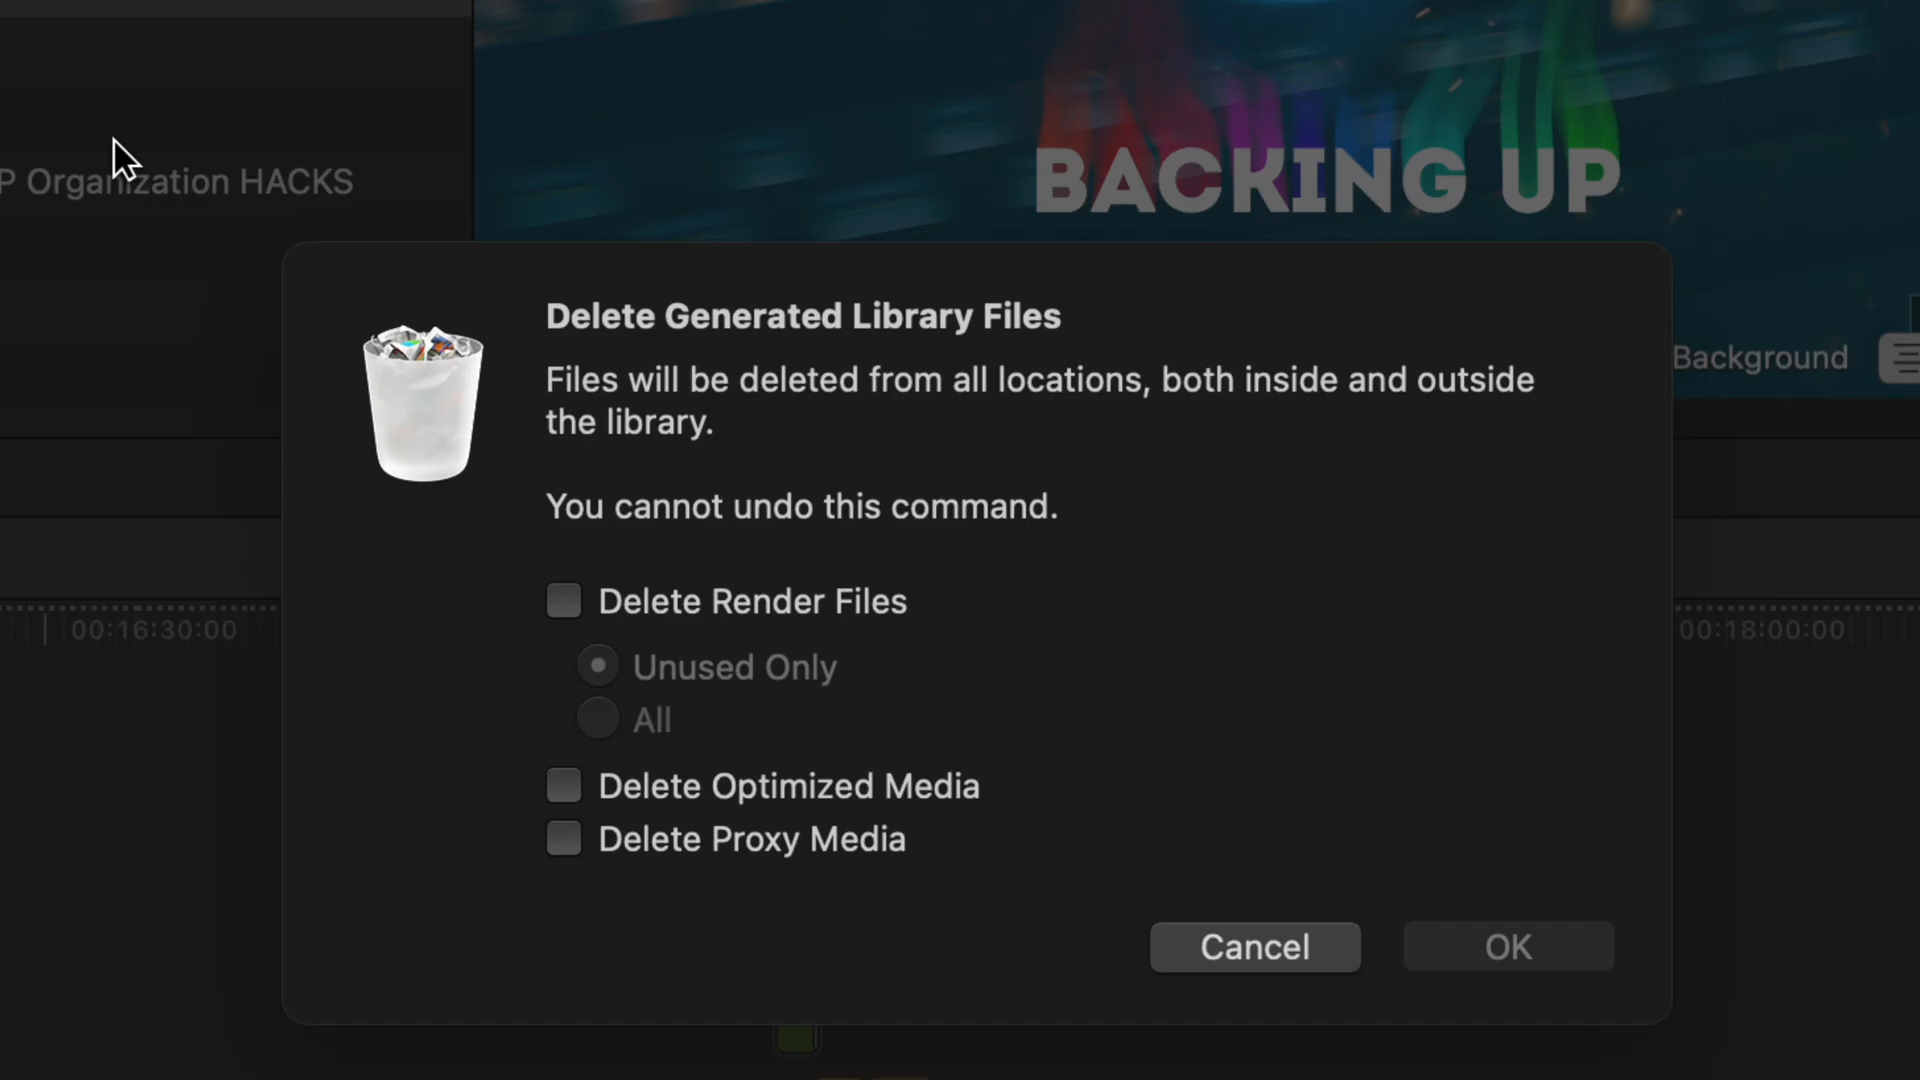 P Organization HACKS
BACKING UP
Background
Delete Generated Library Files
Files will be deleted from all locations, both inside and outside
the library.
You cannot undo this command.
Delete Render Files
Unused Only
All
Delete Optimized Media
Delete Proxy Media
Cancel
OK
00:16:30:00
00:18:00:00